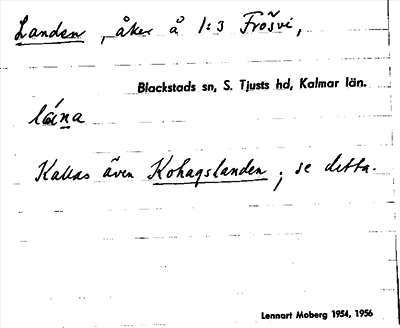 Landen, åker å 1:3 Frösvi,
Blackstads sn, S. Tjusts hd, Kalmar län.
Kallas även Kohagslanden; se detta.
Lennart Moberg 1954, 1956